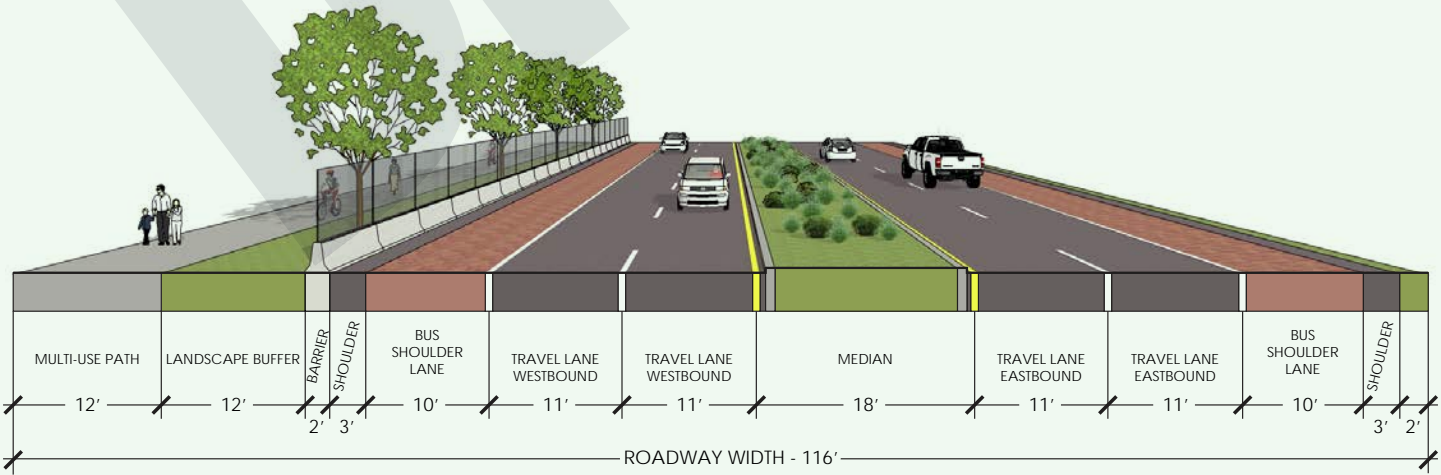 MULTI-USE PATH
LANDSCAPE BUFFER
BARRIER
SHOULDER
BUS
SHOULDER
LANE
TRAVEL LANE
WESTBOUND
TRAVEL LANE
WESTBOUND
MEDIAN
TRAVEL LANE
EASTBOUND
TRAVEL LANE
EASTBOUND
BUS
SHOULDER
LANE
SHOULDER
12'
12'
2'
3'
10'
11'
11'
18'
11'
11'
10'
3'
2'
ROADWAY WIDTH - 116'